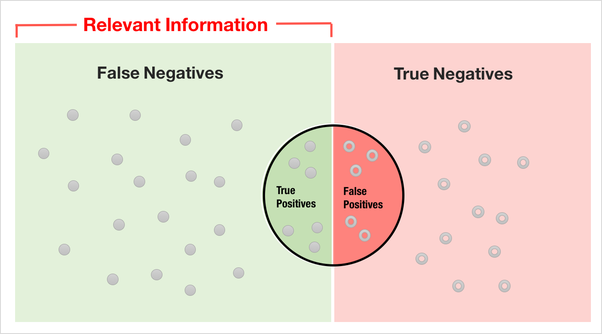 Relevant Information
False Negatives
True Negatives
True
Positives
False
Positives